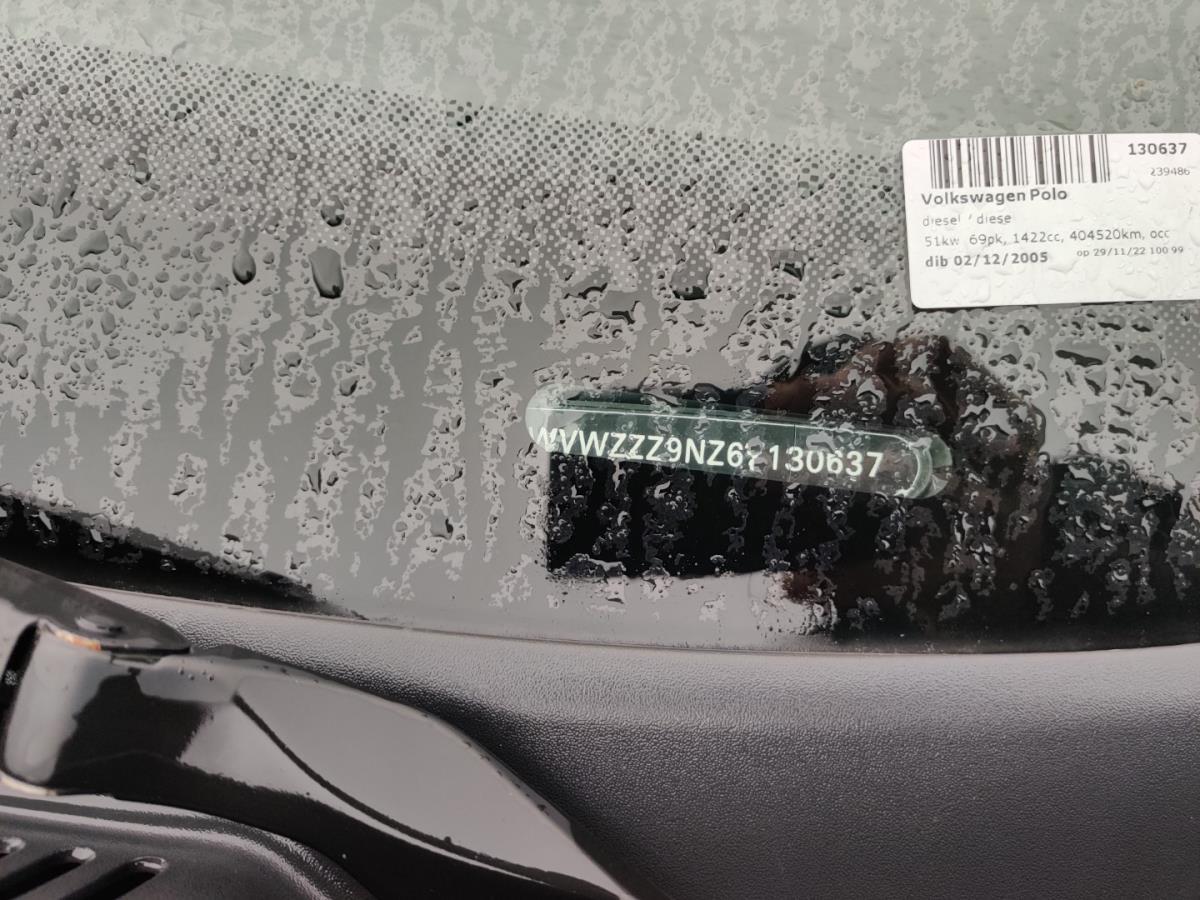 130637
239486
Volkswagen Polo
diesel / diese
51kw, 69pk, 1422cc, 404520km, occ
dib 02/12/2005 op 29/11/22 100 99
WVWZZZ9NZ6Y130637